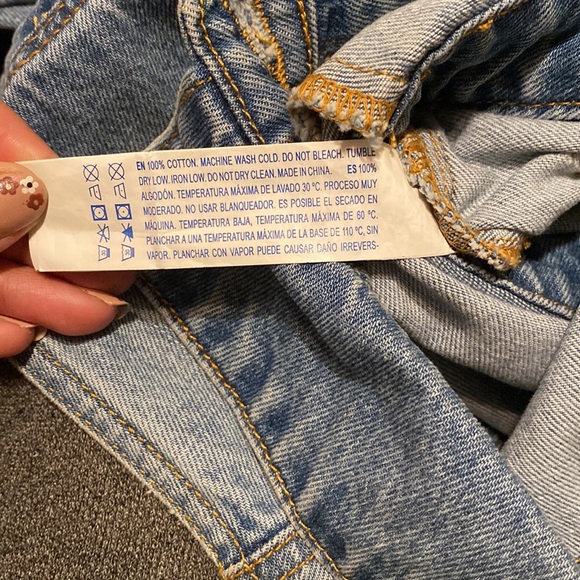 EN 100% COTTON. MACHINE WASH COLD. DO NOT BLEACH. TUMBLE
DRY LOW. IRON LOW. DO NOT DRY CLEAN. MADE IN CHINA. ES 100%
ALGODÓN. TEMPERATURA MÁXIMA DE LAVADO 30 ºC. PROCESO MUY
MODERADO. NO USAR BLANQUEADOR. ES POSIBLE EL SECADO EN
MÁQUINA. TEMPERATURA BAJA, TEMPERATURA MÁXIMA DE 60 ºC.
PLANCHAR A UNA TEMPERATURA MÁXIMA DE LA BASE DE 110 ºC, SIN
VAPOR. PLANCHAR CON VAPOR PUEDE CAUSAR DAÑO IRREVERS-